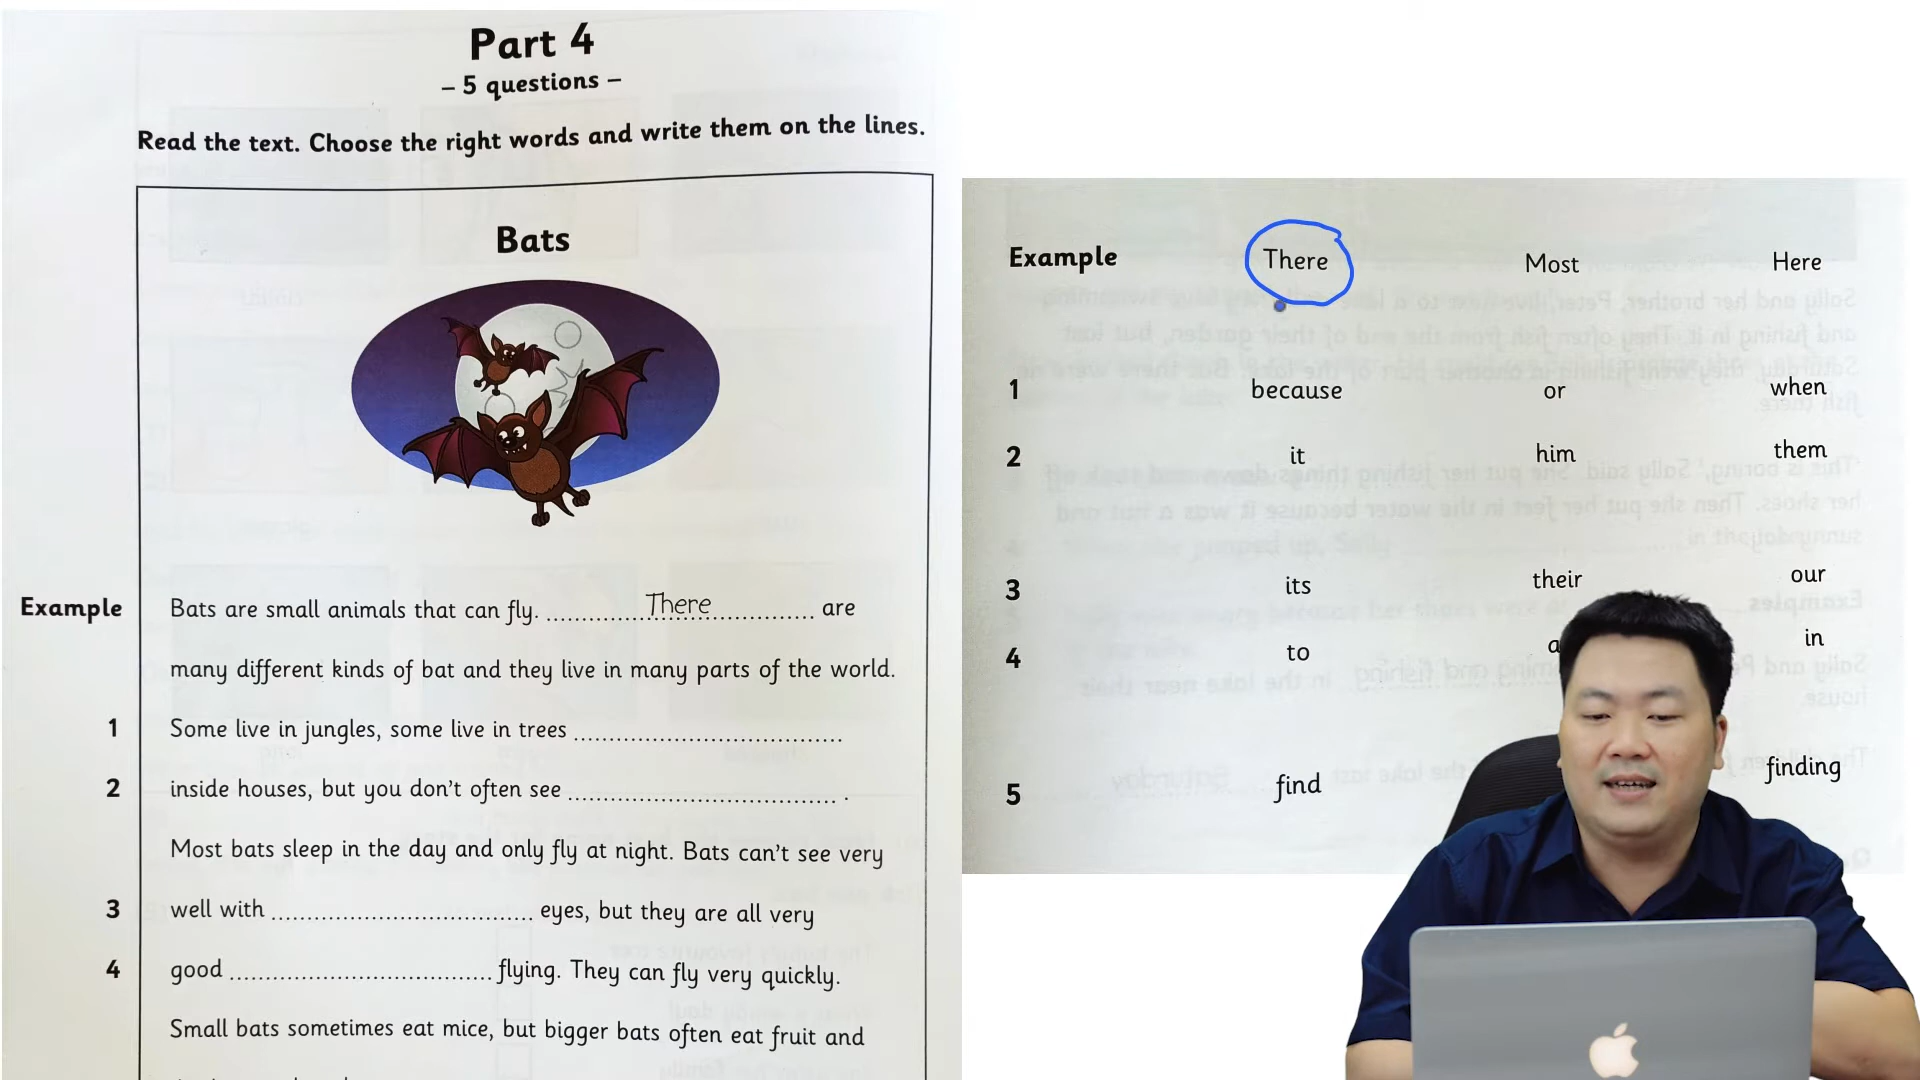 Part 4
– 5 questions –
Read the text. Choose the right words and write them on the lines.
Bats
Example Bats are small animals that can fly. There are
many different kinds of bat and they live in many parts of the world.
1 Some live in jungles, some live in trees
2 inside houses, but you don't often see .
Most bats sleep in the day and only fly at night. Bats can't see very
3 well with eyes, but they are all very
4 good flying. They can fly very quickly.
Small bats sometimes eat mice, but bigger bats often eat fruit and
Example There Most Here
1 because or when
2 it him them
3 its their our
4 to in
5 find finding